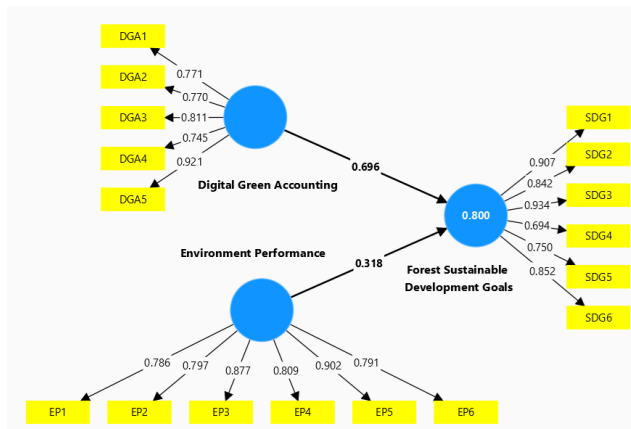 DGA1
DGA2
DGA3
DGA4
DGA5
0.771
0.770
0.811
0.745
0.921
Digital Green Accounting
0.696
SDG1
SDG2
SDG3
SDG4
SDG5
SDG6
0.907
0.842
0.934
0.694
0.750
0.852
0.800
Forest Sustainable
Development Goals
Environment Performance
0.318
0.786
0.797
0.877
0.809
0.902
0.791
EP1
EP2
EP3
EP4
EP5
EP6